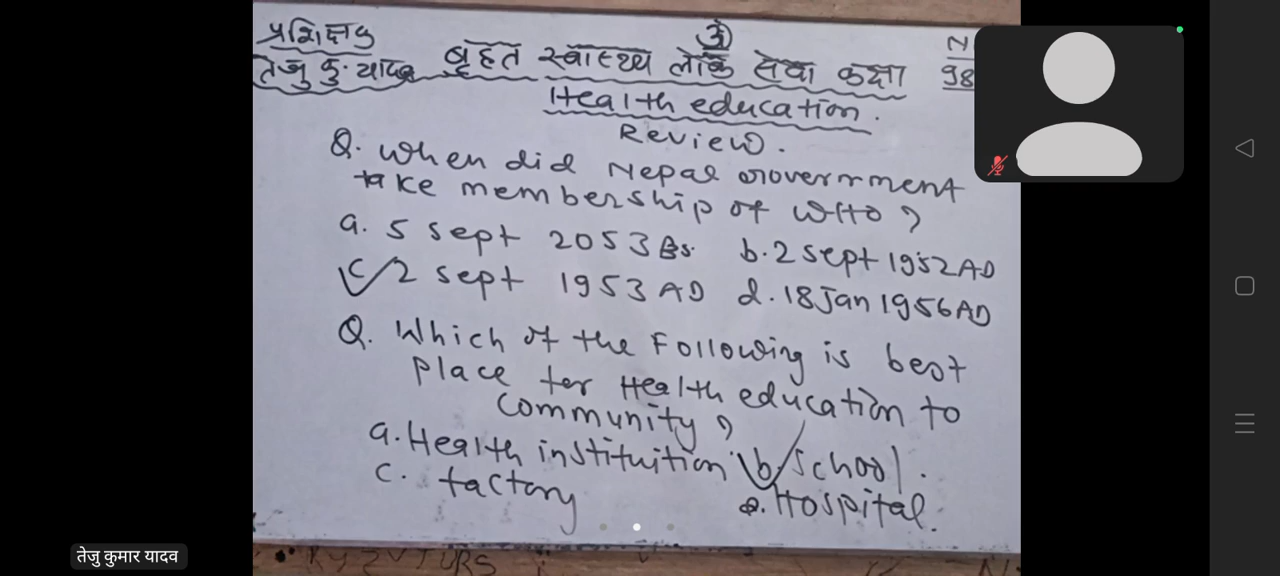 ॐ
प्रशिक्षक
तेजु कु. यादव बृहत स्वास्थ्य लोक सेवा कक्षा 98
Health education.
Review.
Q. When did Nepal Government
take membership of WHO ?
a. 5 sept 2053 BS. b. 2 sept 1952 AD
c. 2 sept 1953 AD d. 18 Jan 1956 AD
Q. Which of the Following is best
place for Health education to
community ?
a. Health instituition b. School.
c. factory
d. Hospital.
तेजु कुमार यादव